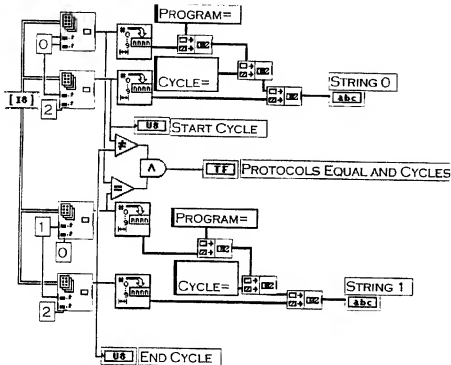 PROGRAM=
0
CYCLE=
STRING 0
abc
[I8]
2
U8 START CYCLE
≠
∧
TF PROTOCOLS EQUAL AND CYCLES
=
PROGRAM=
1
0
CYCLE=
STRING 1
abc
2
U8 END CYCLE